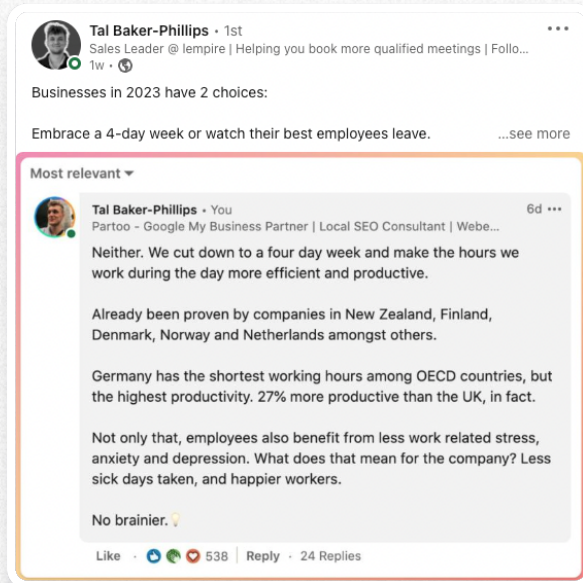 Tal Baker-Phillips · 1st
Sales Leader @ lempire | Helping you book more qualified meetings | Follo...
1w ·
Businesses in 2023 have 2 choices:
Embrace a 4-day week or watch their best employees leave. ...see more
Most relevant
Tal Baker-Phillips · You 6d
Partoo - Google My Business Partner | Local SEO Consultant | Webe...
Neither. We cut down to a four day week and make the hours we
work during the day more efficient and productive.
Already been proven by companies in New Zealand, Finland,
Denmark, Norway and Netherlands amongst others.
Germany has the shortest working hours among OECD countries, but
the highest productivity. 27% more productive than the UK, in fact.
Not only that, employees also benefit from less work related stress,
anxiety and depression. What does that mean for the company? Less
sick days taken, and happier workers.
No brainier.💡
Like · 538 | Reply · 24 Replies